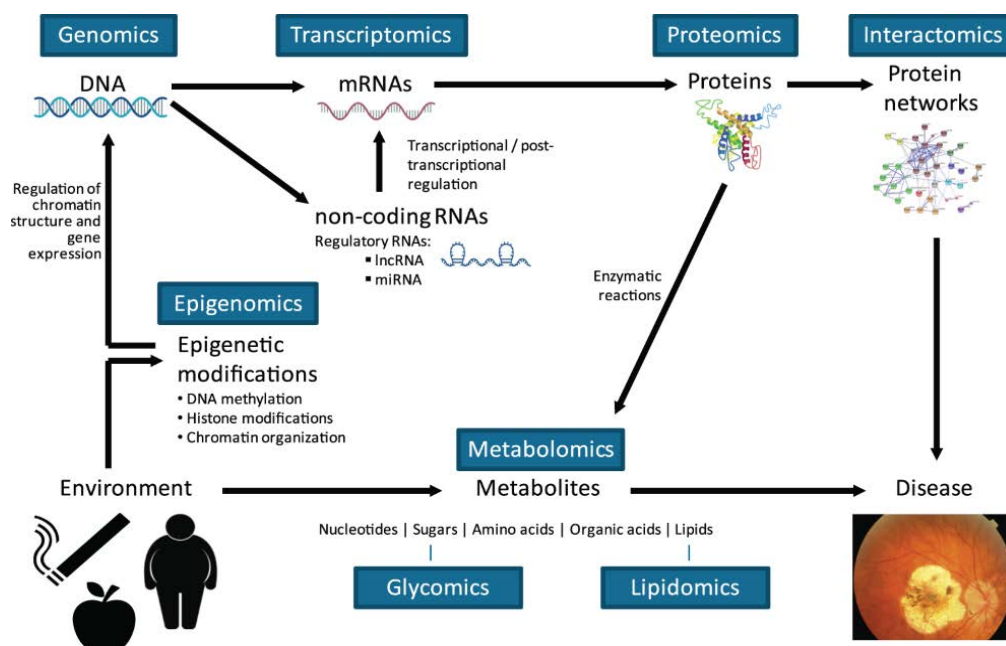 Genomics
Transcriptomics
Proteomics
Interactomics
DNA
mRNAs
Proteins
Protein
networks
Transcriptional / post-
transcriptional
regulation
Regulation of
chromatin
structure and
gene
expression
non-coding RNAs
Regulatory RNAs:
▪ lncRNA
▪ miRNA
Enzymatic
reactions
Epigenomics
Epigenetic
modifications
• DNA methylation
• Histone modifications
• Chromatin organization
Metabolomics
Environment
Metabolites
Disease
Nucleotides | Sugars | Amino acids | Organic acids | Lipids
Glycomics
Lipidomics